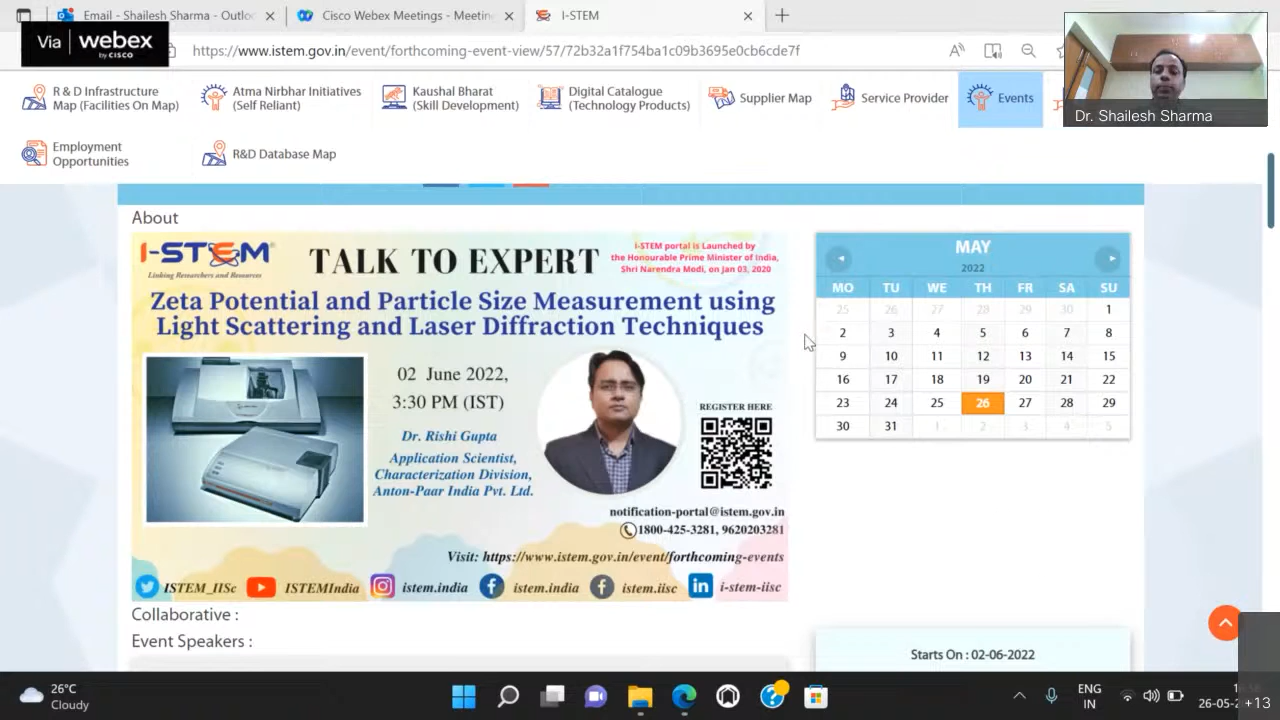 Email - Shailesh Sharma - Outlo
Cisco Webex Meetings - Meetin
I-STEM
Via webex
by CISCO
https://www.istem.gov.in/event/forthcoming-event-view/57/72b32a1f754ba1c09b3695e0cb6cde7f
Dr. Shailesh Sharma
R & D Infrastructure
Map (Facilities On Map)
Atma Nirbhar Initiatives
(Self Reliant)
Kaushal Bharat
(Skill Development)
Digital Catalogue
(Technology Products)
Supplier Map
Service Provider
Events
Employment
Opportunities
R&D Database Map
About
I-STEM
Linking Researchers and Resources
TALK TO EXPERT
I-STEM portal is Launched by
the Honourable Prime Minister of India,
Shri Narendra Modi, on Jan 03, 2020
Zeta Potential and Particle Size Measurement using
Light Scattering and Laser Diffraction Techniques
02 June 2022,
3:30 PM (IST)
Dr. Rishi Gupta
Application Scientist,
Characterization Division,
Anton-Paar India Pvt. Ltd.
REGISTER HERE
notification-portal@istem.gov.in
1800-425-3281, 9620203281
Visit: https://www.istem.gov.in/event/forthcoming-events
ISTEM_IISc ISTEMIndia istem.india istem.india istem.iisc i-stem-iisc
MAY
2022
MO TU WE TH FR SA SU
25 26 27 28 29 30 1
2 3 4 5 6 7 8
9 10 11 12 13 14 15
16 17 18 19 20 21 22
23 24 25 26 27 28 29
30 31 1 2 3 4 5
Collaborative :
Event Speakers :
Starts On : 02-06-2022
26°C
Cloudy
ENG
IN
26-05-2
+13